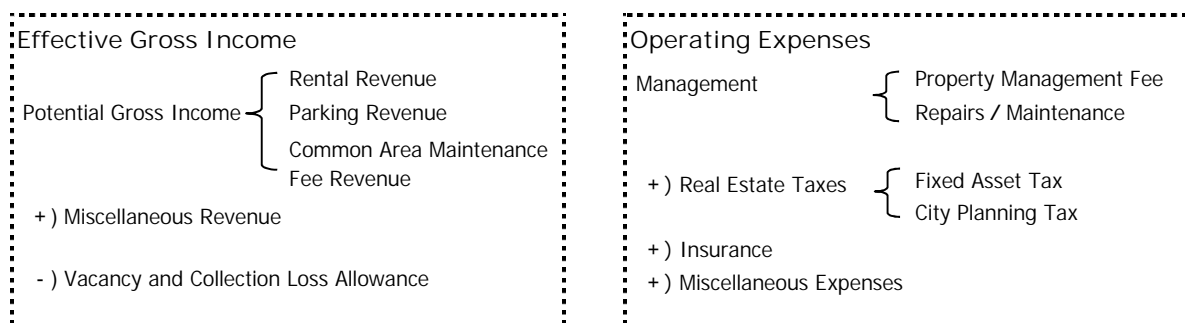 Effective Gross Income
Rental Revenue
Potential Gross Income
Parking Revenue
Common Area Maintenance
Fee Revenue
+ ) Miscellaneous Revenue
- ) Vacancy and Collection Loss Allowance
Operating Expenses
Management
Property Management Fee
Repairs / Maintenance
+ ) Real Estate Taxes
Fixed Asset Tax
City Planning Tax
+ ) Insurance
+ ) Miscellaneous Expenses